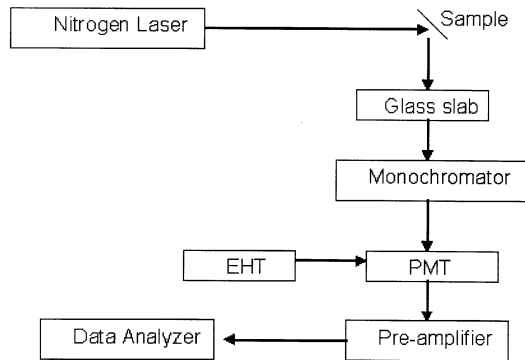 Nitrogen Laser
Sample
Glass slab
Monochromator
EHT
PMT
Data Analyzer
Pre-amplifier